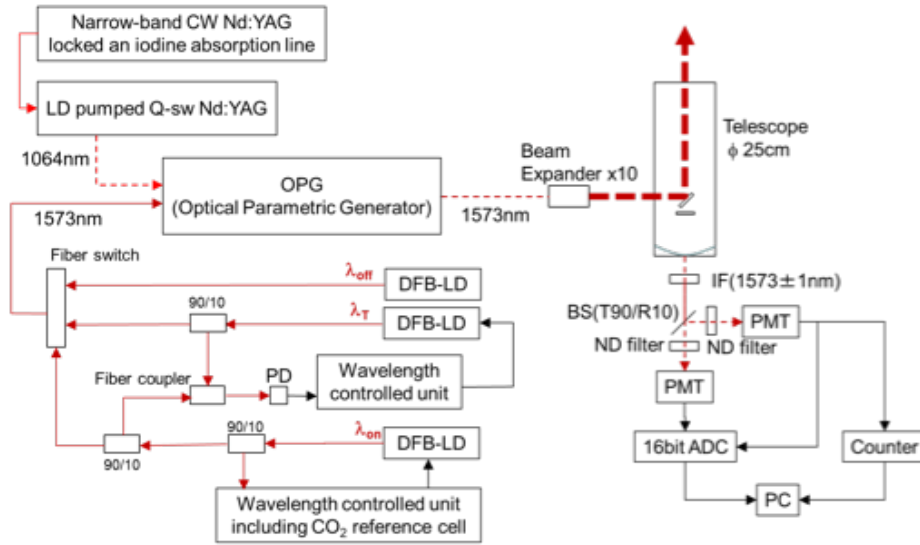 Narrow-band CW Nd:YAG
locked an iodine absorption line
LD pumped Q-sw Nd:YAG
1064nm
OPG
(Optical Parametric Generator)
1573nm
1573nm
Beam
Expander x10
Telescope
ϕ 25cm
Fiber switch
λoff
DFB-LD
90/10
λT
DFB-LD
Fiber coupler
PD
Wavelength
controlled unit
90/10
90/10
λon
DFB-LD
Wavelength controlled unit
including CO₂ reference cell
IF(1573±1nm)
BS(T90/R10)
PMT
ND filter
ND filter
PMT
16bit ADC
Counter
PC